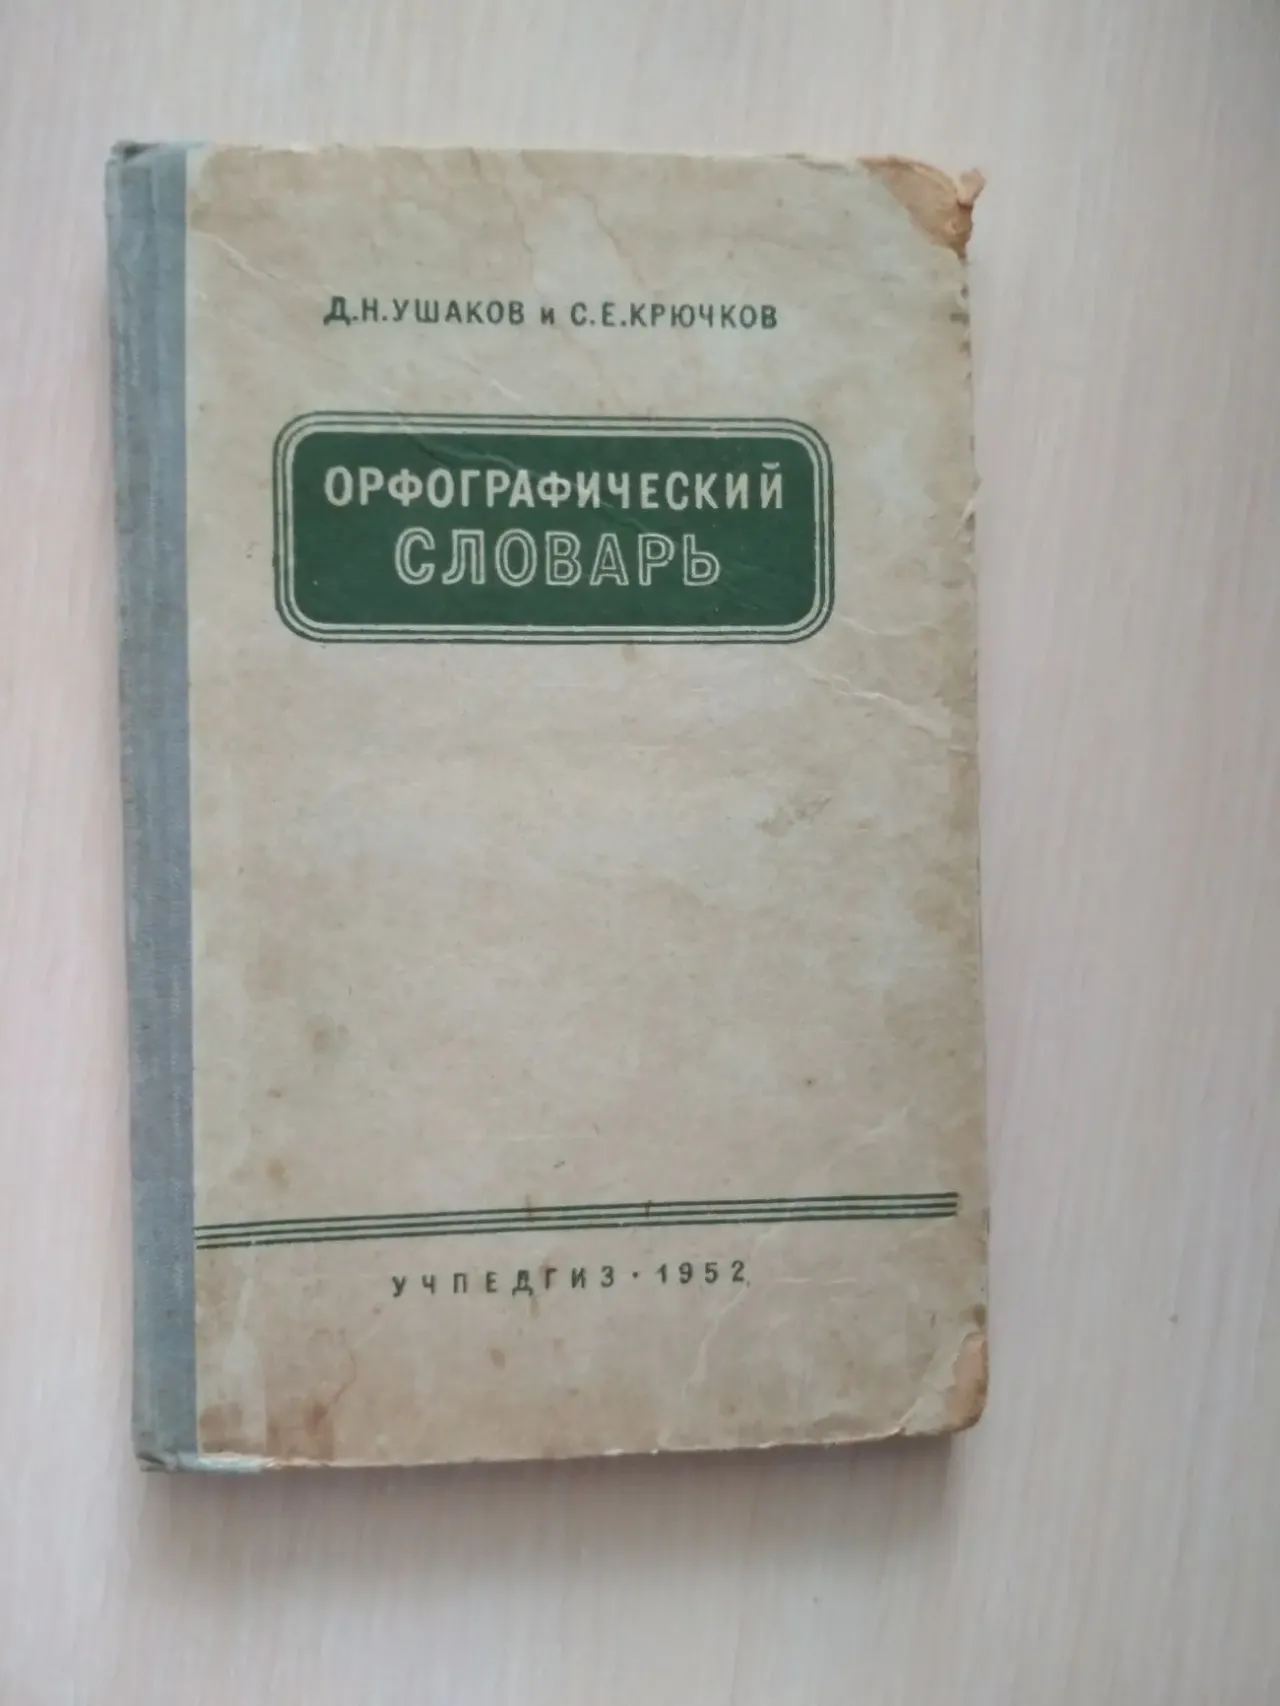 Д.Н.УШАКОВ и С.Е.КРЮЧКОВ
ОРФОГРАФИЧЕСКИЙ
СЛОВАРЬ
УЧПЕДГИЗ · 1952